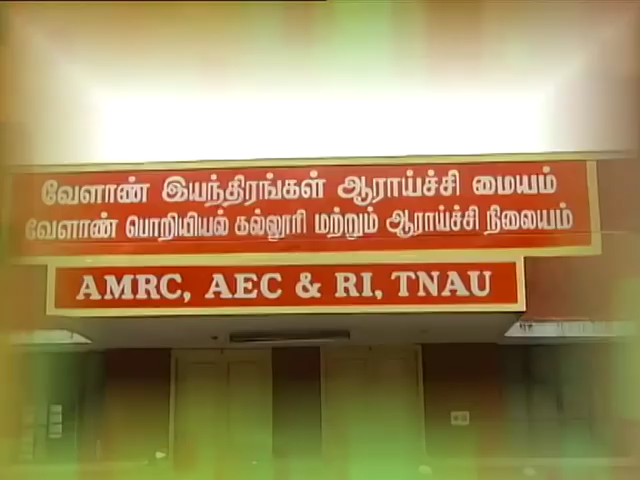 வேளாண் இயந்திரங்கள் ஆராய்ச்சி மையம்
வேளாண் பொறியியல் கல்லூரி மற்றும் ஆராய்ச்சி நிலையம்
AMRC, AEC & RI, TNAU